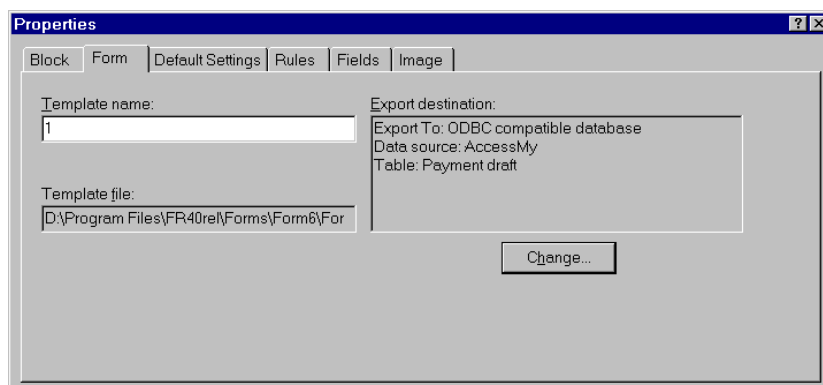 Properties
Block Form Default Settings Rules Fields Image
Template name:
1
Template file:
D:\Program Files\FR40rel\Forms\Form6\For
Export destination:
Export To: ODBC compatible database
Data source: AccessMy
Table: Payment draft
Change...